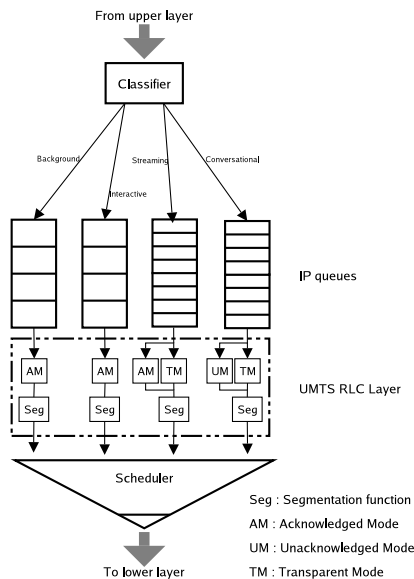 From upper layer
Classifier
Background
Streaming
Conversational
Interactive
IP queues
AM
AM
AM
TM
UM
TM
UMTS RLC Layer
Seg
Seg
Seg
Seg
Scheduler
Seg : Segmentation function
AM : Acknowledged Mode
UM : Unacknowledged Mode
To lower layer
TM : Transparent Mode